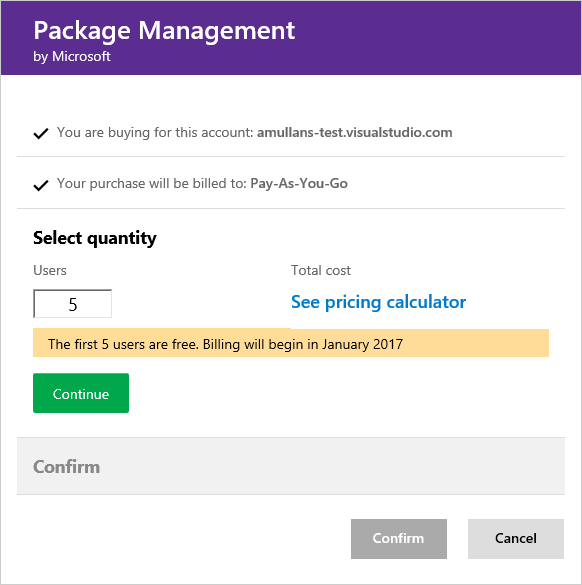 Package Management
by Microsoft
You are buying for this account: amullans-test.visualstudio.com
Your purchase will be billed to: Pay-As-You-Go
Select quantity
Users
Total cost
5
See pricing calculator
The first 5 users are free. Billing will begin in January 2017
Continue
Confirm
Confirm
Cancel